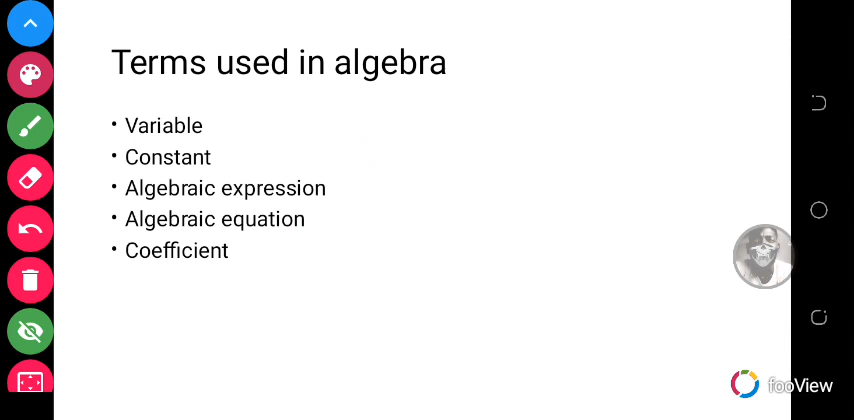 Terms used in algebra
• Variable
• Constant
• Algebraic expression
• Algebraic equation
• Coefficient
fooView